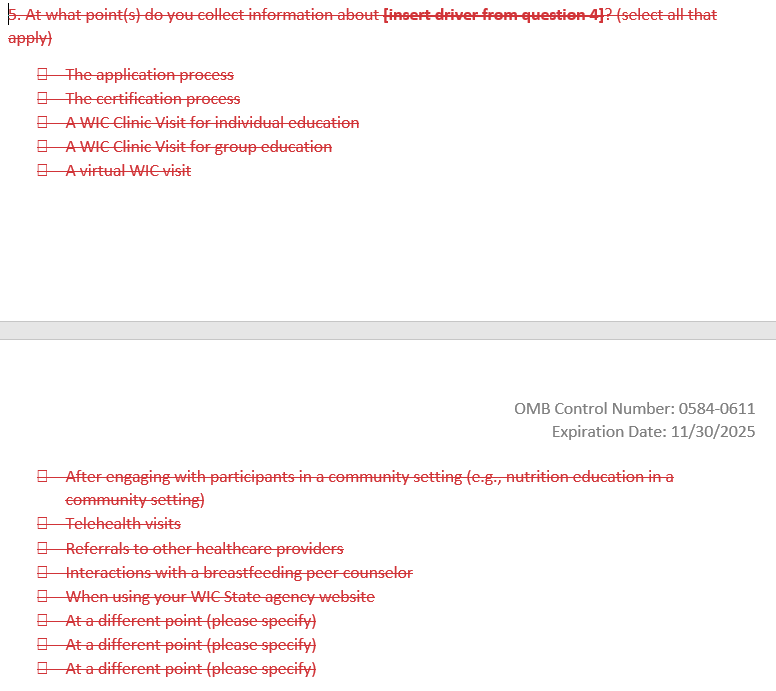 5. At what point(s) do you collect information about [insert driver from question 4]? (select all that
apply)
☐ The application process
☐ The certification process
☐ A WIC Clinic Visit for individual education
☐ A WIC Clinic Visit for group education
☐ A virtual WIC visit
OMB Control Number: 0584-0611
Expiration Date: 11/30/2025
☐ After engaging with participants in a community setting (e.g., nutrition education in a
community setting)
☐ Telehealth visits
☐ Referrals to other healthcare providers
☐ Interactions with a breastfeeding peer counselor
☐ When using your WIC State agency website
☐ At a different point (please specify)
☐ At a different point (please specify)
☐ At a different point (please specify)